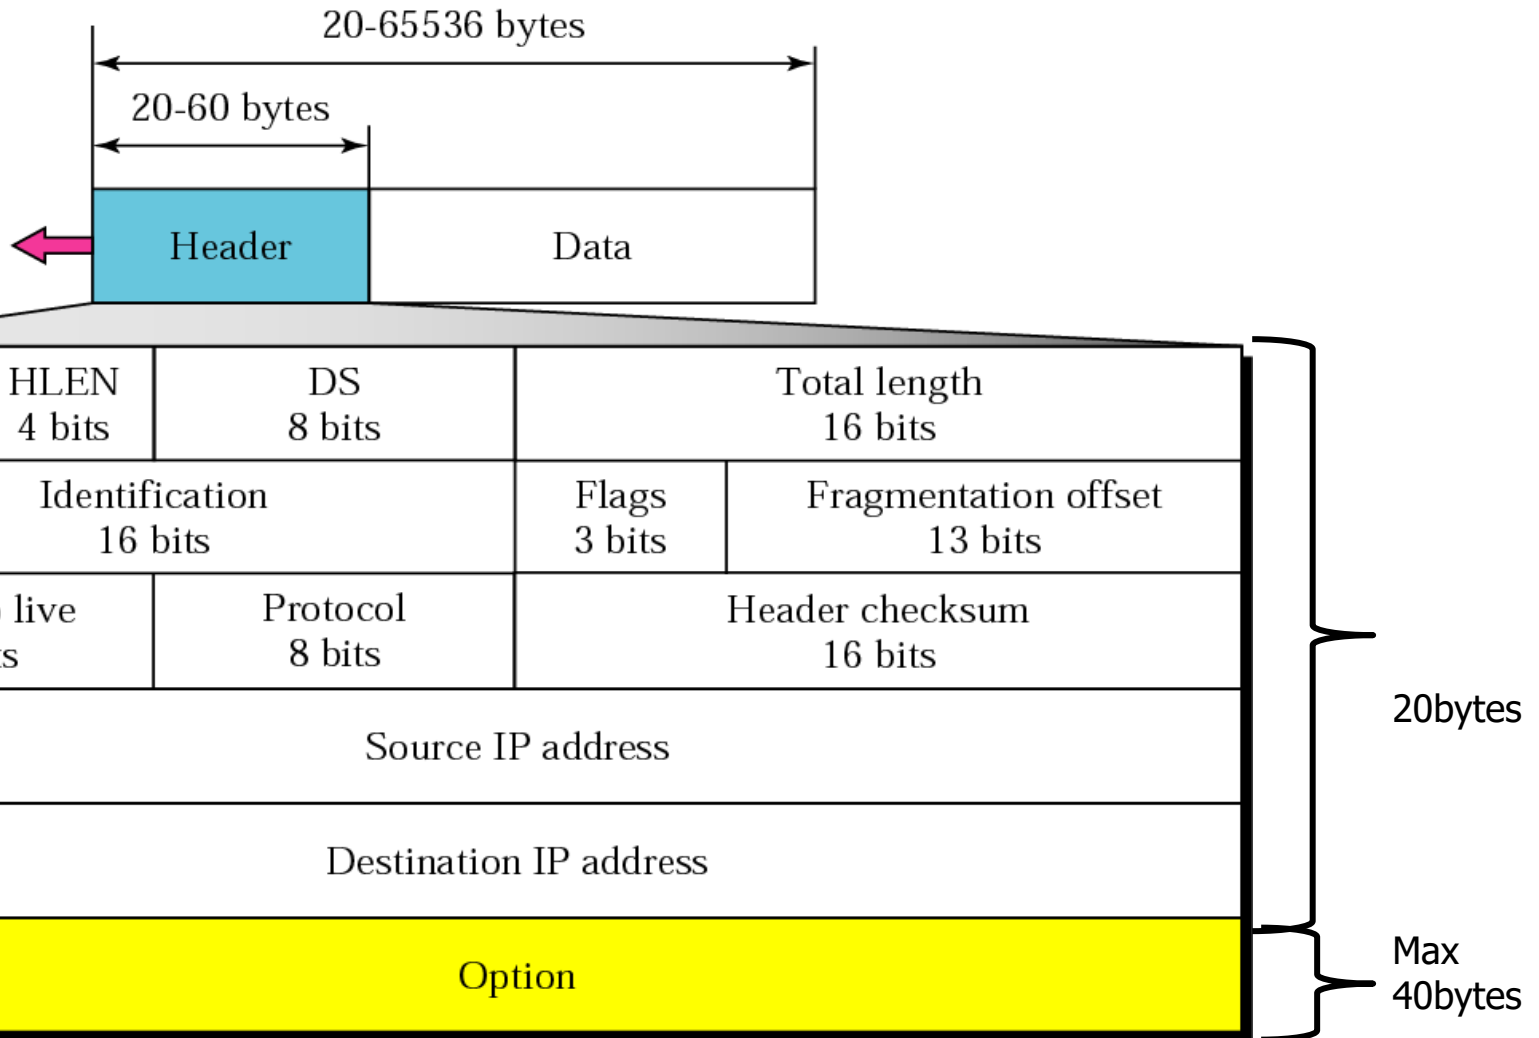 20-65536 bytes
20-60 bytes
Header
Data
HLEN
4 bits
DS
8 bits
Total length
16 bits
Identification
16 bits
Flags
3 bits
Fragmentation offset
13 bits
live
Protocol
8 bits
Header checksum
16 bits
Source IP address
Destination IP address
Option
20bytes
Max
40bytes